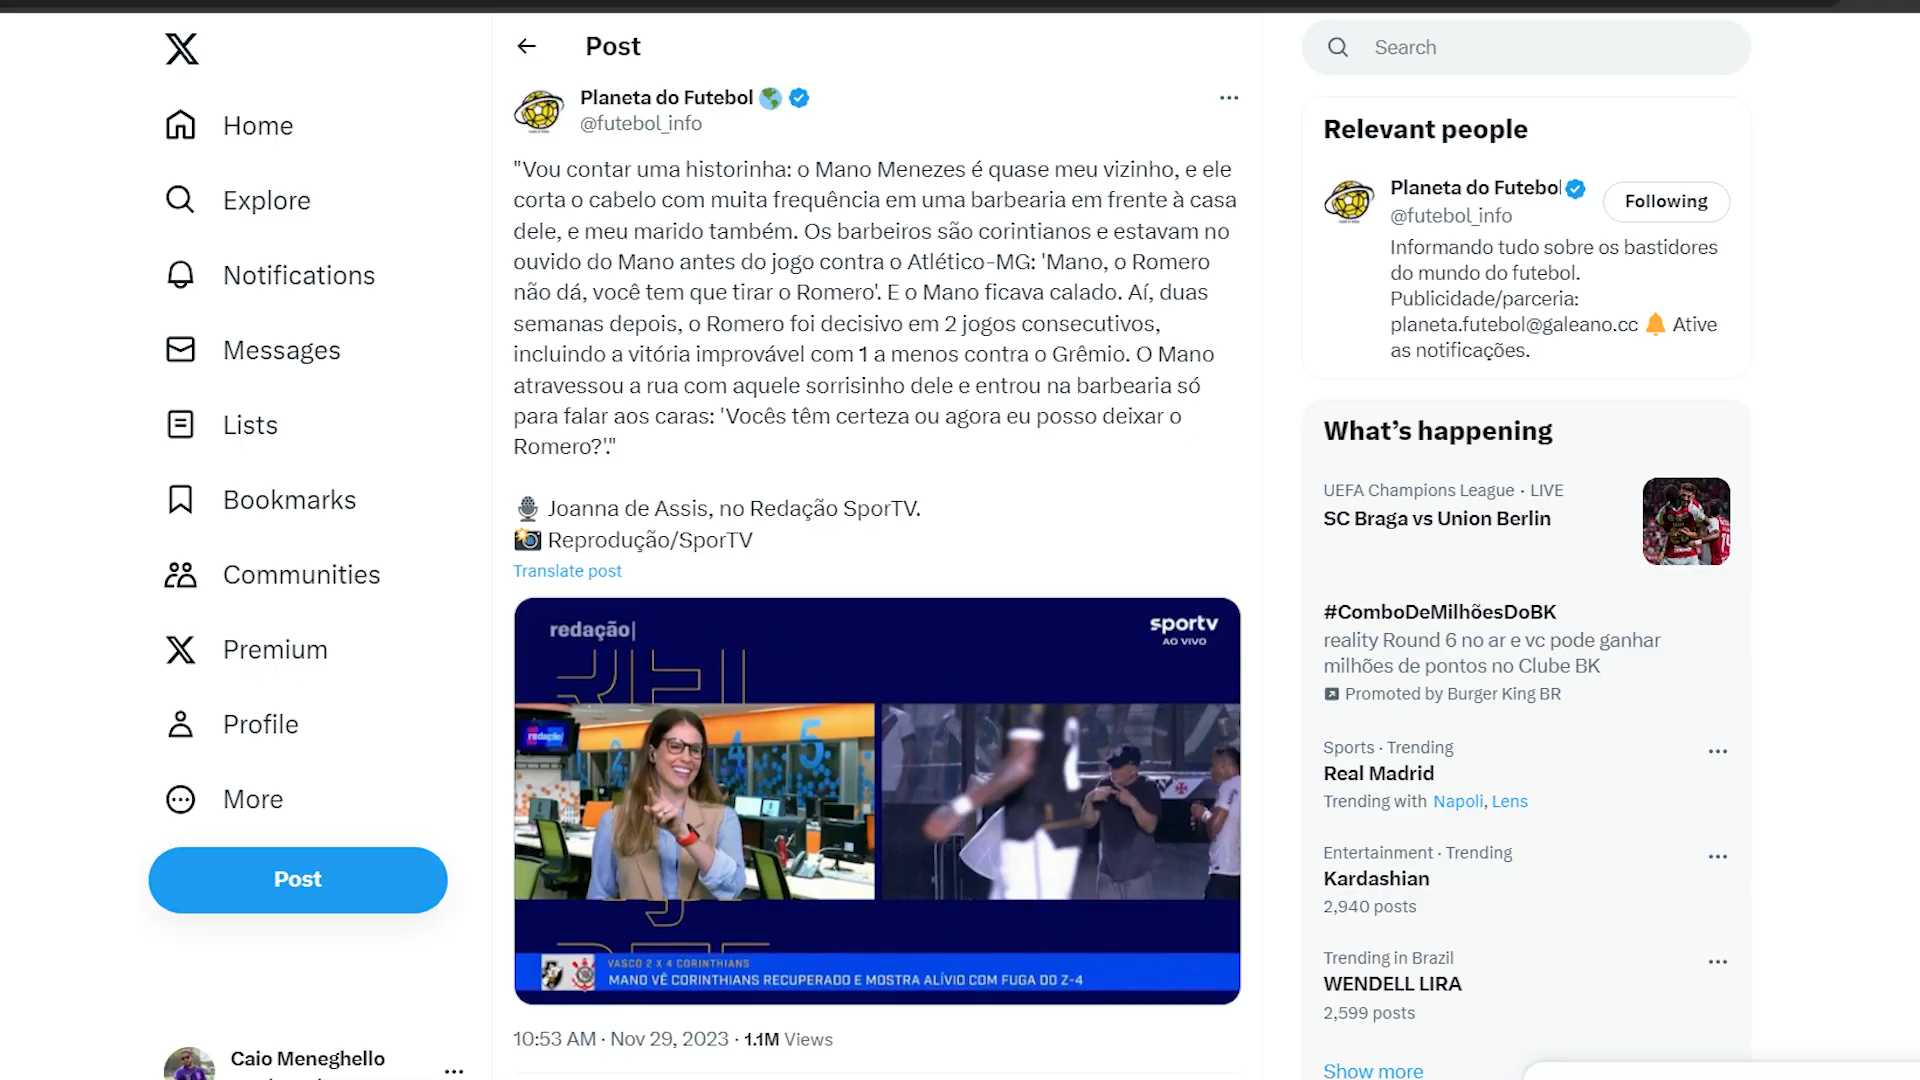 Home
Explore
Notifications
Messages
Lists
Bookmarks
Communities
Premium
Profile
More
Post
Caio Meneghello
Post
Planeta do Futebol
@futebol_info
"Vou contar uma historinha: o Mano Menezes é quase meu vizinho, e ele
corta o cabelo com muita frequência em uma barbearia em frente à casa
dele, e meu marido também. Os barbeiros são corintianos e estavam no
ouvido do Mano antes do jogo contra o Atlético-MG: 'Mano, o Romero
não dá, você tem que tirar o Romero'. E o Mano ficava calado. Aí, duas
semanas depois, o Romero foi decisivo em 2 jogos consecutivos,
incluindo a vitória improvável com 1 a menos contra o Grêmio. O Mano
atravessou a rua com aquele sorrisinho dele e entrou na barbearia só
para falar aos caras: 'Vocês têm certeza ou agora eu posso deixar o
Romero?'"
Joanna de Assis, no Redação SporTV.
Reprodução/SporTV
Translate post
redação|
sportv
AO VIVO
redação|
2 4 5
VASCO 2 X 4 CORINTHIANS
MANO VÊ CORINTHIANS RECUPERADO E MOSTRA ALÍVIO COM FUGA DO Z-4
10:53 AM · Nov 29, 2023 · 1.1M Views
Search
Relevant people
Planeta do Futebol
@futebol_info
Following
Informando tudo sobre os bastidores
do mundo do futebol.
Publicidade/parceria:
planeta.futebol@galeano.cc 🔔 Ative
as notificações.
What's happening
UEFA Champions League · LIVE
SC Braga vs Union Berlin
#ComboDeMilhõesDoBK
reality Round 6 no ar e vc pode ganhar
milhões de pontos no Clube BK
Promoted by Burger King BR
Sports · Trending
Real Madrid
Trending with Napoli, Lens
Entertainment · Trending
Kardashian
2,940 posts
Trending in Brazil
WENDELL LIRA
2,599 posts
Show more